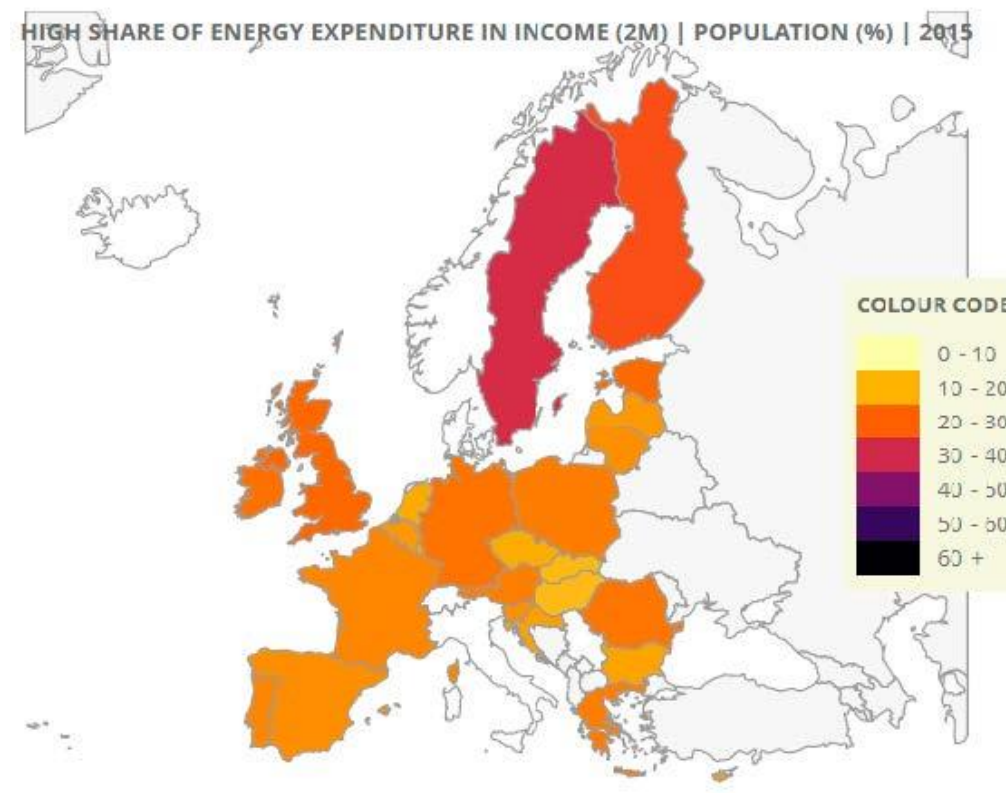 HIGH SHARE OF ENERGY EXPENDITURE IN INCOME (2M) | POPULATION (%) | 2015
COLOUR CODE
0 - 10
10 - 20
20 - 30
30 - 40
40 - 50
50 - 60
60 +